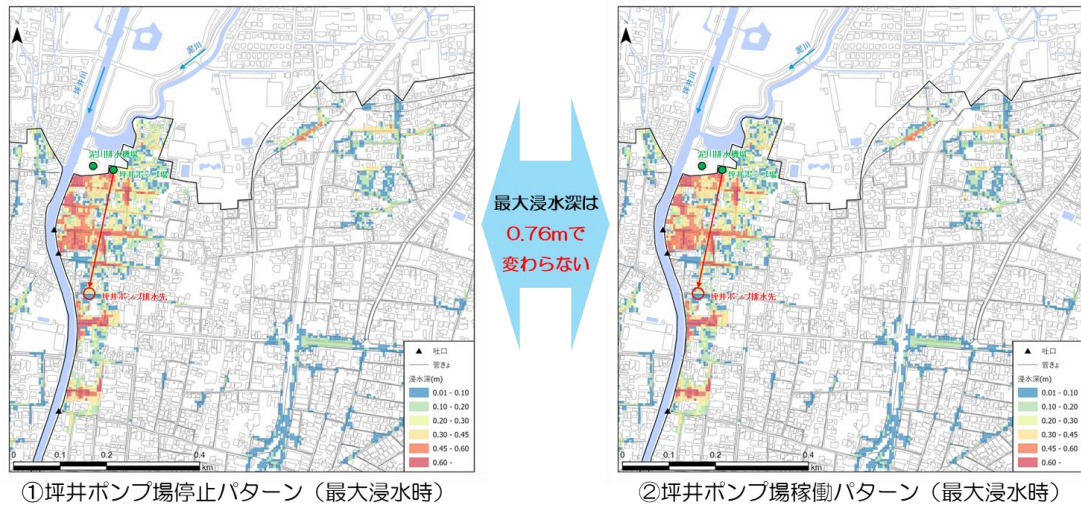 坪井川
泥川
泥川排水機場
坪井ポンプ場
坪井ポンプ排水先
▲ 吐口
管きょ
浸水深(m)
0.01 - 0.10
0.10 - 0.20
0.20 - 0.30
0.30 - 0.45
0.45 - 0.60
0.60 -
0 0.1 0.2 0.4
km
①坪井ポンプ場停止パターン（最大浸水時）
最大浸水深は
0.76mで
変わらない
坪井川
泥川
泥川排水機場
坪井ポンプ場
坪井ポンプ排水先
▲ 吐口
管きょ
浸水深(m)
0.01 - 0.10
0.10 - 0.20
0.20 - 0.30
0.30 - 0.45
0.45 - 0.60
0.60 -
0 0.1 0.2 0.4
km
②坪井ポンプ場稼働パターン（最大浸水時）